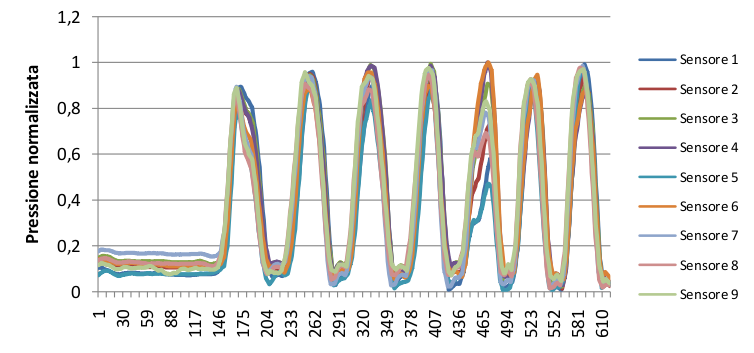 1,2
1
0,8
0,6
0,4
0,2
0
Pressione normalizzata
1 30 59 88 117 146 175 204 233 262 291 320 349 378 407 436 465 494 523 552 581 610
Sensore 1
Sensore 2
Sensore 3
Sensore 4
Sensore 5
Sensore 6
Sensore 7
Sensore 8
Sensore 9